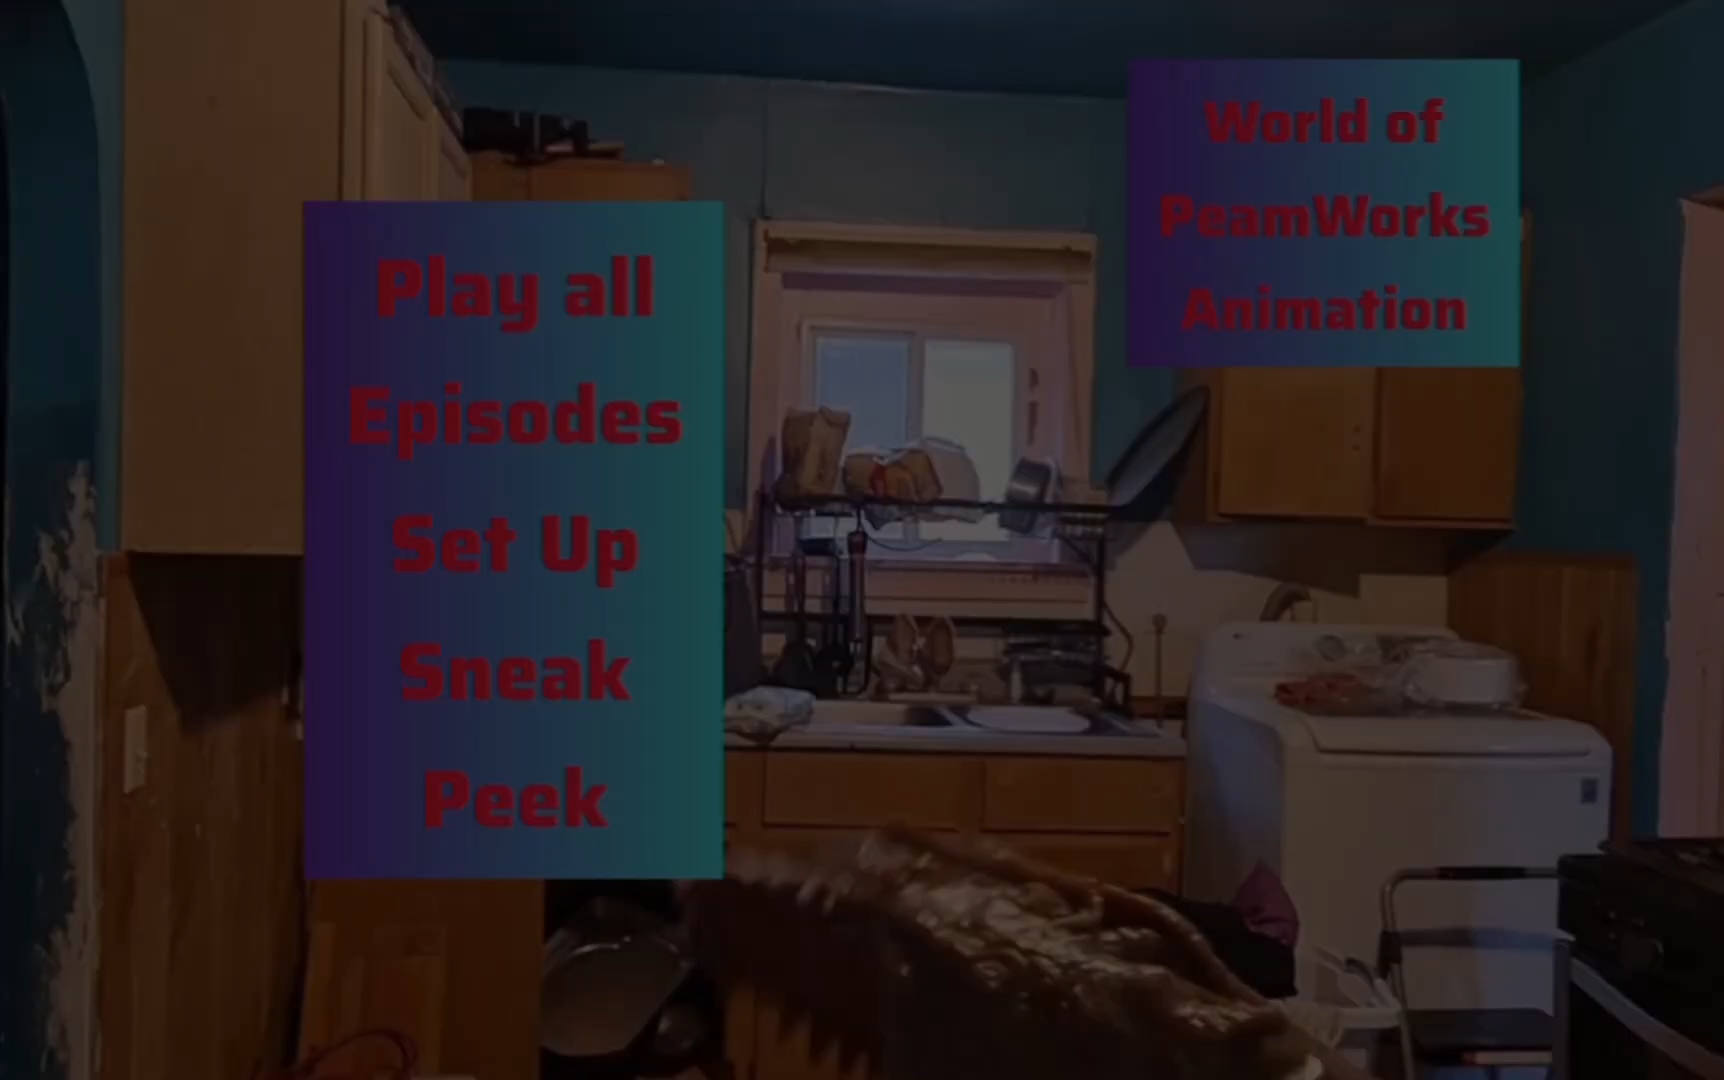 Play all
Episodes
Set Up
Sneak
Peek
World of
PeamWorks
Animation